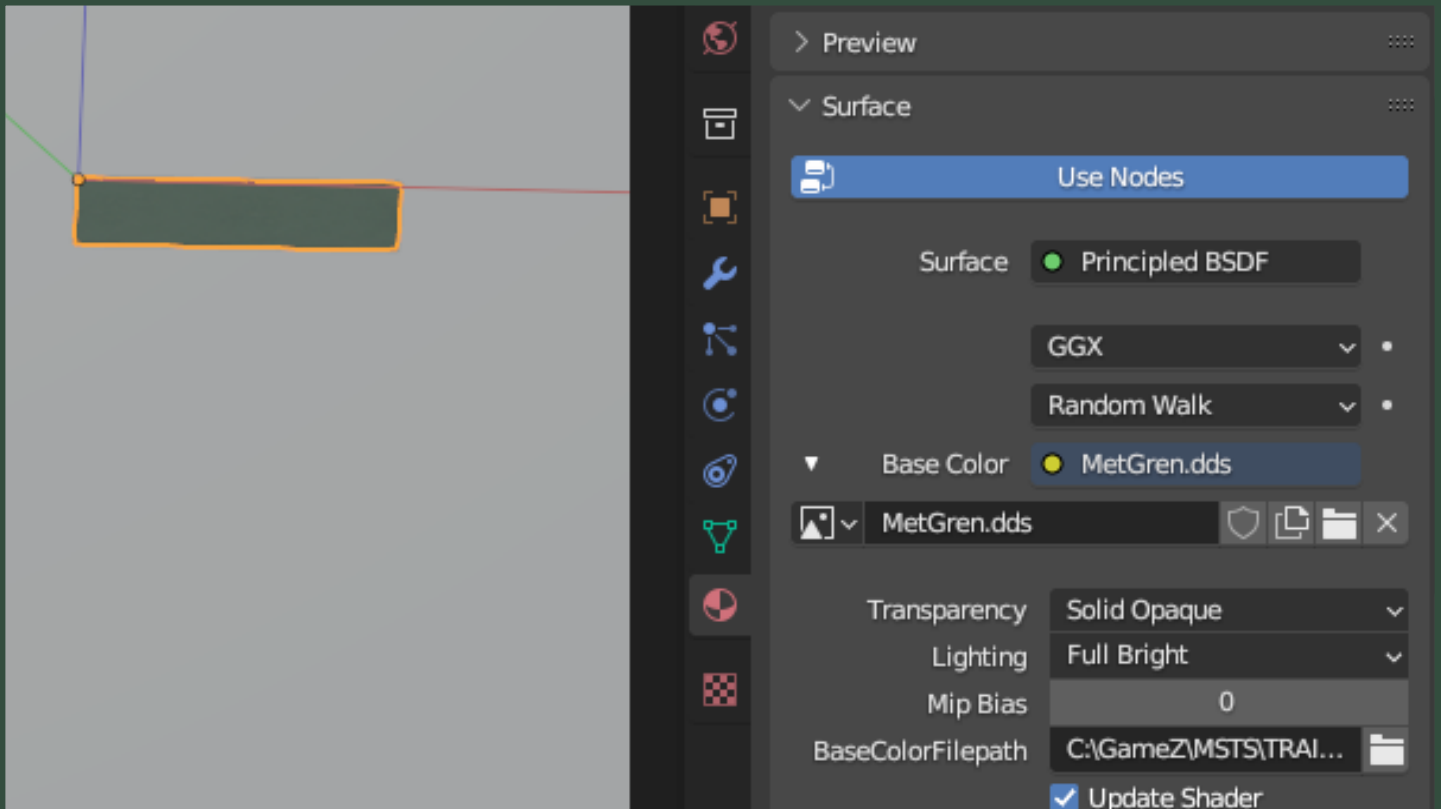 Preview
Surface
Use Nodes
Surface Principled BSDF
GGX
Random Walk
Base Color MetGren.dds
MetGren.dds
Transparency Solid Opaque
Lighting Full Bright
Mip Bias 0
BaseColorFilepath C:\GameZ\MSTS\TRAI...
Update Shader